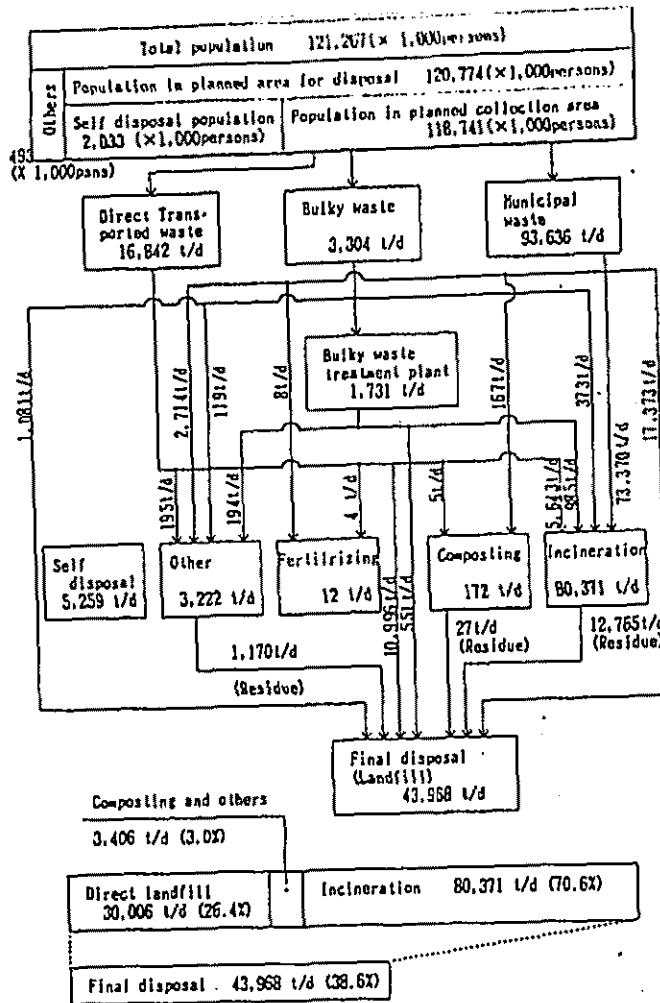 Total population 121,267(× 1,000persons)
Others
Population in planned area for disposal 120,774(×1,000persons)
Self disposal population
2,033 (×1,000persons)
Population in planned collection area
118,741(×1,000persons)
493
(X 1,000psns)
Direct Trans-
ported waste
16,842 t/d
Bulky waste
3,304 t/d
Municipal
waste
93,636 t/d
Bulky waste
treatment plant
1,731 t/d
1,081t/d
2,714t/d
119t/d
8t/d
167t/d
373t/d
17,373t/d
73,370t/d
195t/d
194t/d
4 t/d
10,996t/d
551t/d
5t/d
5,643t/d
985t/d
Self
disposal
5,259 t/d
Other
3,222 t/d
Fertilrizing
12 t/d
Composting
172 t/d
Incineration
80,371 t/d
1,170t/d
(Residue)
27t/d
(Residue)
12,765t/d
(Residue)
Final disposal
(Landfill)
43,968 t/d
Composting and others
3,406 t/d (3.0%)
Direct landfill
30,006 t/d (26.4%)
Incineration 80,371 t/d (70.6%)
Final disposal . 43,968 t/d (38.6%)